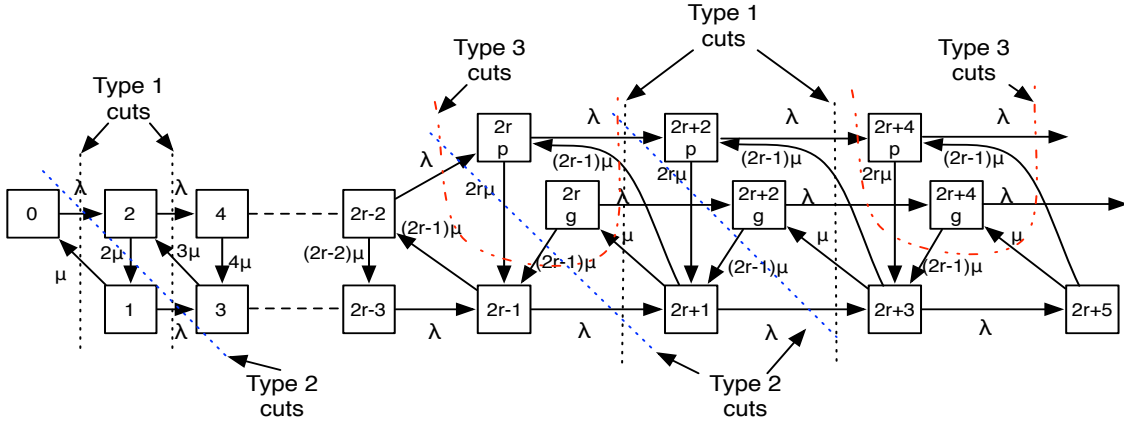 Type 1
cuts
Type 3
cuts
Type 1
cuts
Type 3
cuts
λ
λ
λ
λ
λ
λ
λ
λ
0
2
4
2r-2
2r
p
2r
g
2r+2
p
2r+2
g
2r+4
p
2r+4
g
μ
2μ
3μ
4μ
(2r-2)μ
(2r-1)μ
2rμ
(2r-1)μ
(2r-1)μ
μ
2rμ
(2r-1)μ
(2r-1)μ
μ
2rμ
(2r-1)μ
(2r-1)μ
μ
1
3
2r-3
2r-1
2r+1
2r+3
2r+5
λ
λ
λ
λ
λ
Type 2
cuts
Type 2
cuts